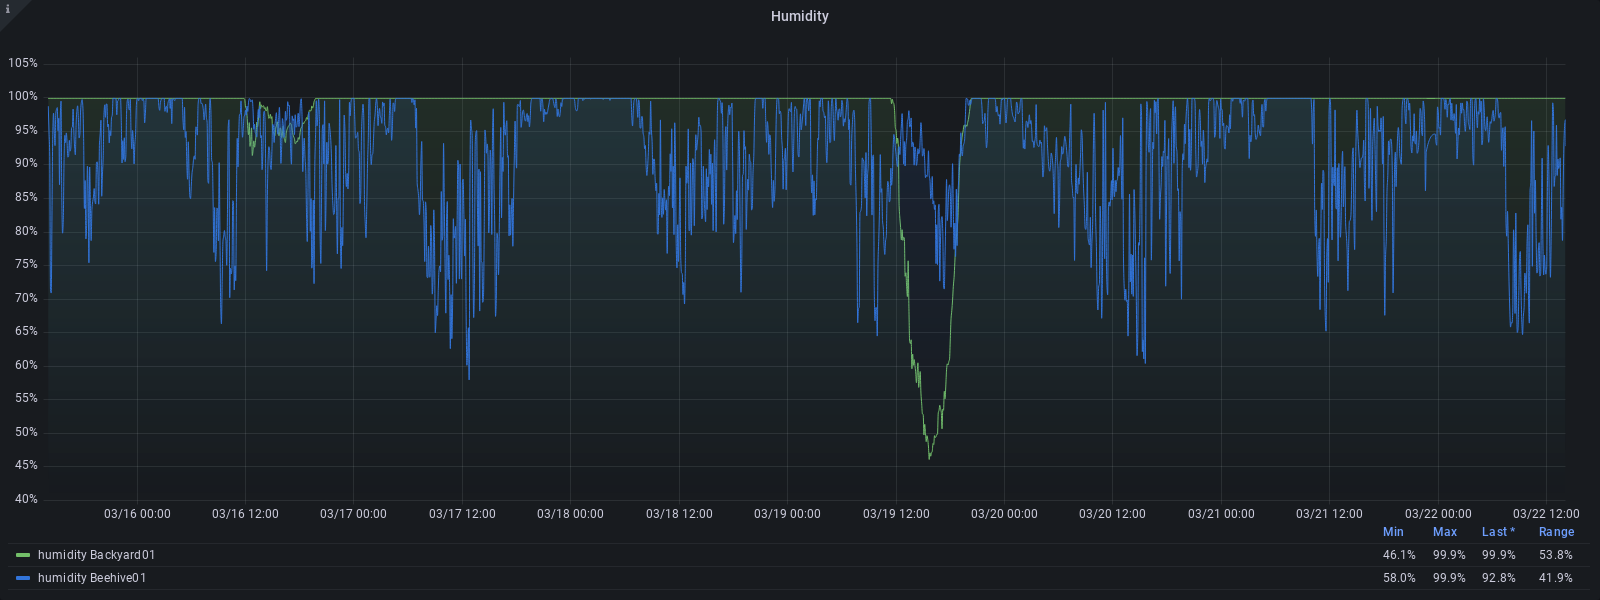 i
Humidity
105%
100%
95%
90%
85%
80%
75%
70%
65%
60%
55%
50%
45%
40%
03/16 00:00 03/16 12:00 03/17 00:00 03/17 12:00 03/18 00:00 03/18 12:00 03/19 00:00 03/19 12:00 03/20 00:00 03/20 12:00 03/21 00:00 03/21 12:00 03/22 00:00 03/22 12:00
Min Max Last * Range
humidity Backyard01 46.1% 99.9% 99.9% 53.8%
humidity Beehive01 58.0% 99.9% 92.8% 41.9%